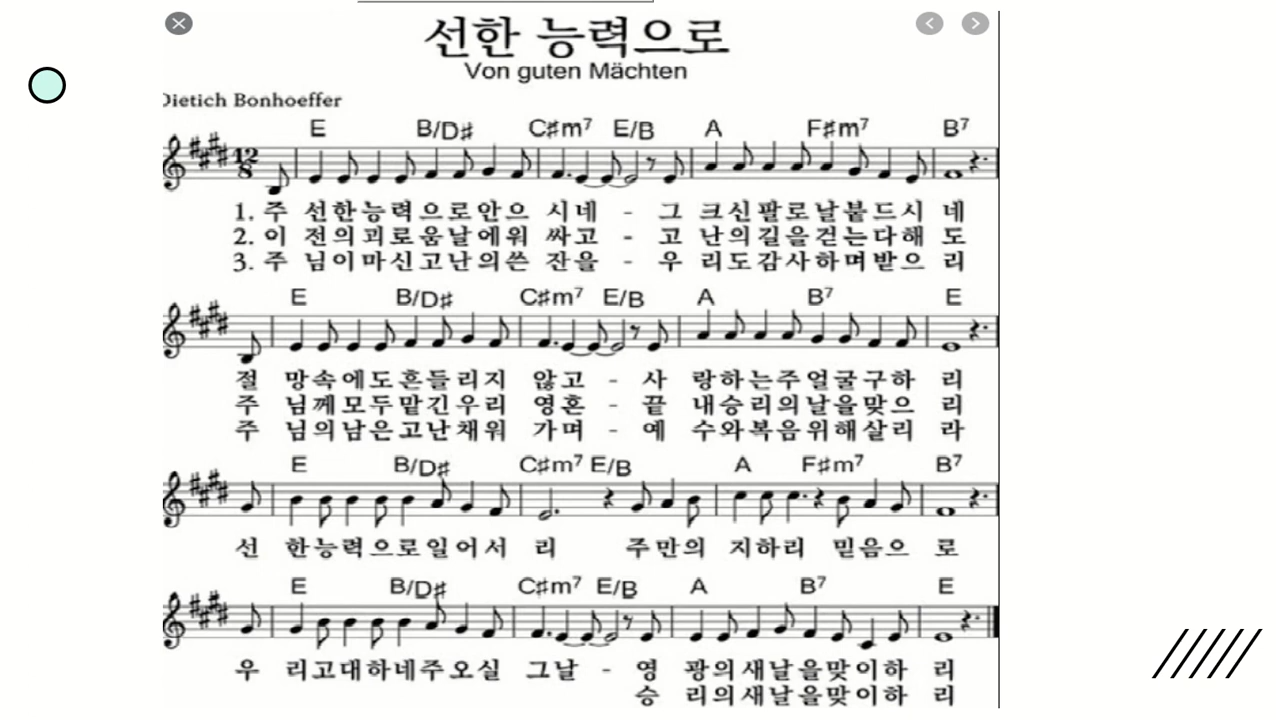 선한 능력으로
Von guten Mächten
Dietich Bonhoeffer
E B/D♯ C♯m7 E/B A F♯m7 B7
12
8
1. 주 선한능력으로안으 시네 - 그 크신팔로날붙드시 네
2. 이 전의괴로움날에워 싸고 - 고 난의길을걷는다해 도
3. 주 님이마신고난의쓴 잔을 - 우 리도감사하며받으 리
E B/D♯ C♯m7 E/B A B7 E
절 망속에도흔들리지 않고 - 사 랑하는주얼굴구하 리
주 님께모두맡긴우리 영혼 - 끝 내승리의날을맞으 리
주 님의남은고난채워 가며 - 예 수와복음위해살리 라
E B/D♯ C♯m7 E/B A F♯m7 B7
선 한능력으로일어서 리 주만의 지하리 믿음으 로
E B/D♯ C♯m7 E/B A B7 E
우 리고대하네주오실 그날 - 영 광의새날을맞이하 리
승 리의새날을맞이하 리